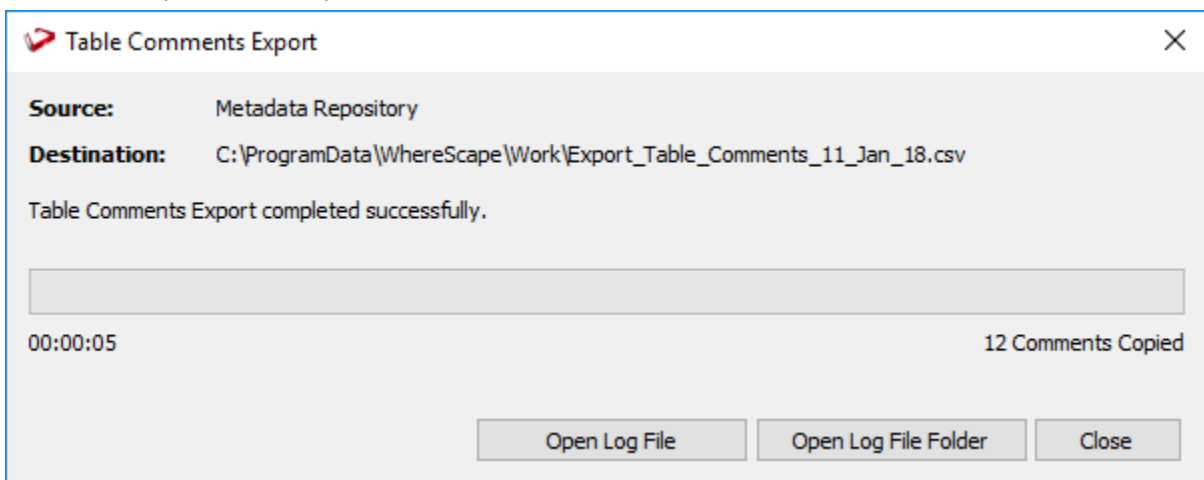 Table Comments Export
Source: Metadata Repository
Destination: C:\ProgramData\WhereScape\Work\Export_Table_Comments_11_Jan_18.csv
Table Comments Export completed successfully.
00:00:05 12 Comments Copied
Open Log File Open Log File Folder Close